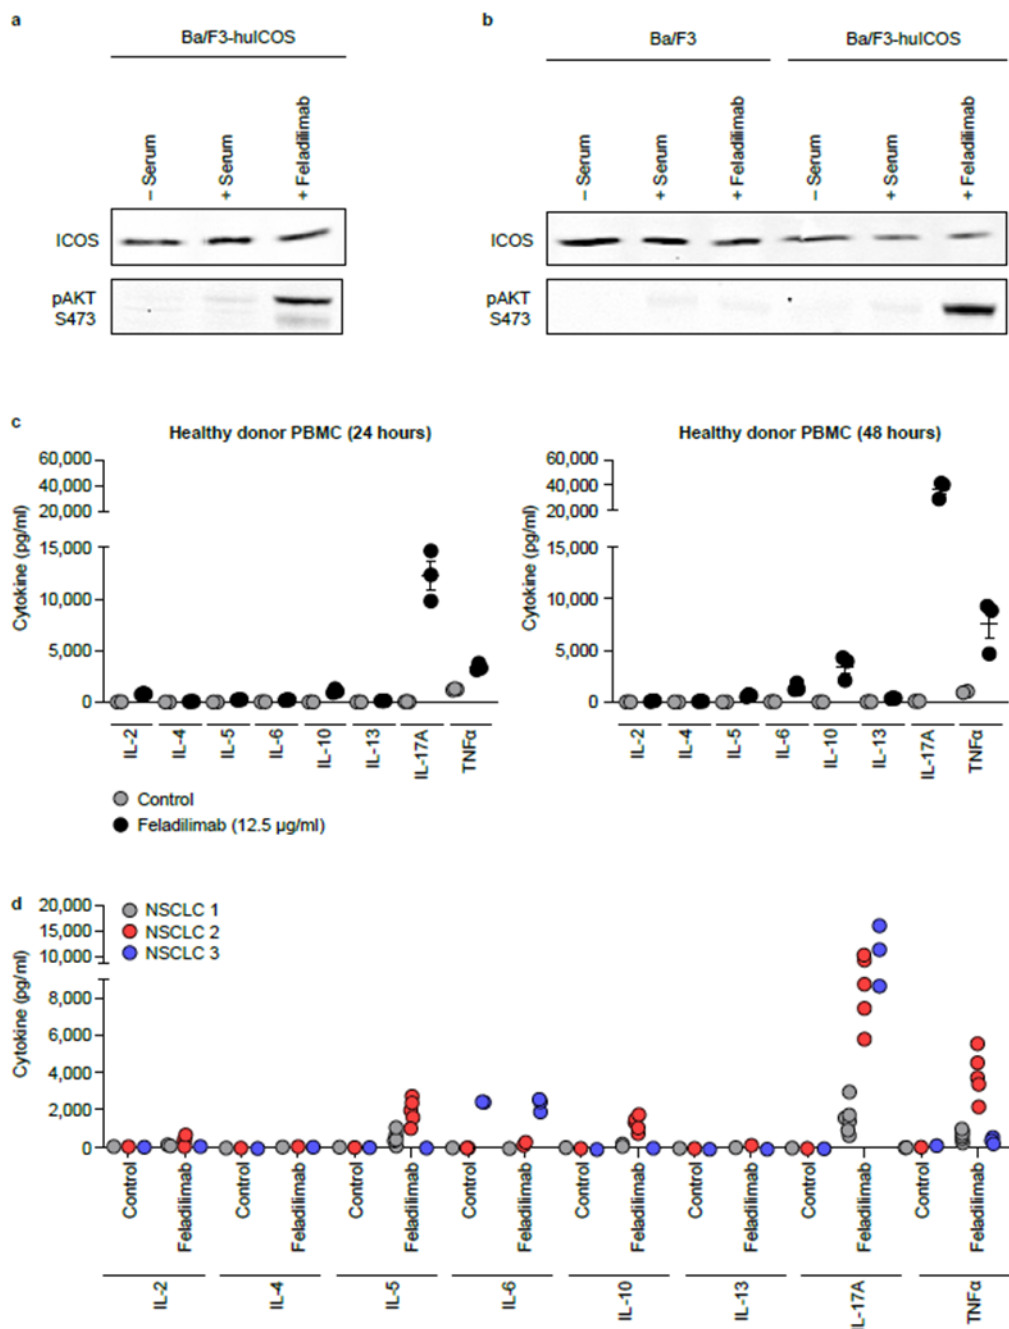 a
Ba/F3-huICOS
– Serum
+ Serum
+ Feladilimab
ICOS
pAKT
S473
b
Ba/F3
Ba/F3-huICOS
– Serum
+ Serum
+ Feladilimab
– Serum
+ Serum
+ Feladilimab
ICOS
pAKT
S473
c
Healthy donor PBMC (24 hours)
Cytokine (pg/ml)
60,000
40,000
20,000
15,000
10,000
5,000
0
IL-2
IL-4
IL-5
IL-6
IL-10
IL-13
IL-17A
TNFα
Healthy donor PBMC (48 hours)
Cytokine (pg/ml)
60,000
40,000
20,000
15,000
10,000
5,000
0
IL-2
IL-4
IL-5
IL-6
IL-10
IL-13
IL-17A
TNFα
Control
Feladilimab (12.5 µg/ml)
d
Cytokine (pg/ml)
20,000
15,000
10,000
8,000
6,000
4,000
2,000
0
NSCLC 1
NSCLC 2
NSCLC 3
Control
Feladilimab
Control
Feladilimab
Control
Feladilimab
Control
Feladilimab
Control
Feladilimab
Control
Feladilimab
Control
Feladilimab
Control
Feladilimab
IL-2
IL-4
IL-5
IL-6
IL-10
IL-13
IL-17A
TNFα